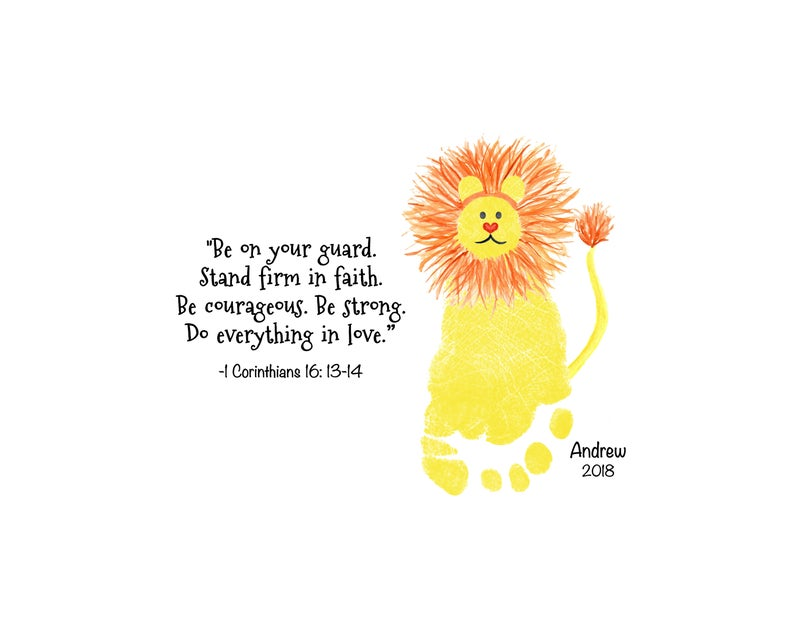 "Be on your guard.
Stand firm in faith.
Be courageous. Be strong.
Do everything in love.”
-1 Corinthians 16: 13-14
Andrew
2018